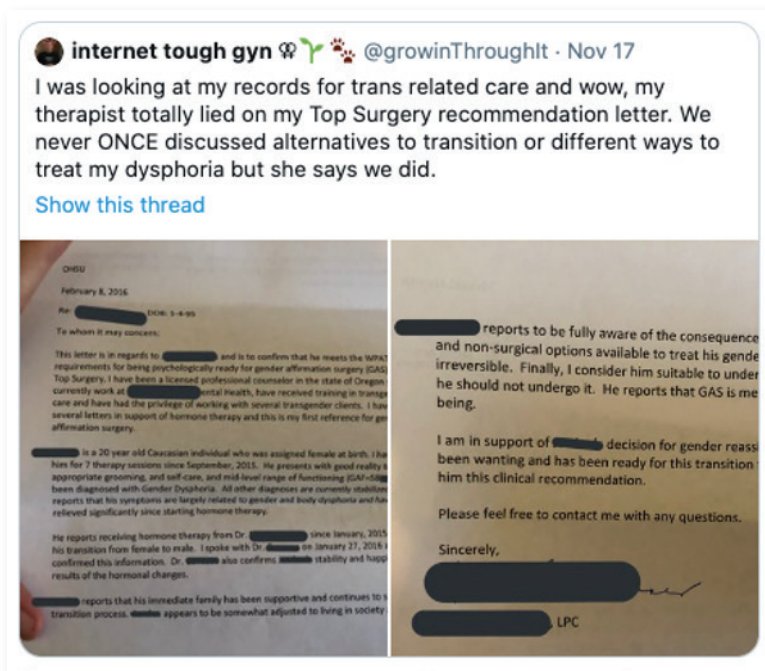 internet tough gyn @growinThroughIt · Nov 17
I was looking at my records for trans related care and wow, my
therapist totally lied on my Top Surgery recommendation letter. We
never ONCE discussed alternatives to transition or different ways to
treat my dysphoria but she says we did.
Show this thread
OHSU
February 8, 2016
Re: DOB: 3-4-95
To whom it may concern:
This letter is in regards to and is to confirm that he meets the WPAT
requirements for being psychologically ready for gender affirmation surgery (GAS)
Top Surgery. I have been a licensed professional counselor in the state of Oregon
currently work at ental Health, have received training in transge
care and have had the privilege of working with several transgender clients. I hav
several letters in support of hormone therapy and this is my first reference for ge
affirmation surgery.
is a 20 year old Caucasian individual who was assigned female at birth. I ha
him for 7 therapy sessions since September, 2015. He presents with good reality t
appropriate grooming, and self-care, and mid-level range of functioning (GAF=58
been diagnosed with Gender Dysphoria. All other diagnoses are currently stabilize
reports that his symptoms are largely related to gender and body dysphoria and hav
relieved significantly since starting hormone therapy.
He reports receiving hormone therapy from Dr. since January, 2015
his transition from female to male. I spoke with Dr. on January 27, 2016
confirmed this information. Dr. also confirms stability and happ
results of the hormonal changes.
reports that his immediate family has been supportive and continues to s
transition process. appears to be somewhat adjusted to living in society
reports to be fully aware of the consequence
and non-surgical options available to treat his gende
irreversible. Finally, I consider him suitable to under
he should not undergo it. He reports that GAS is me
being.
I am in support of decision for gender reass
been wanting and has been ready for this transition
him this clinical recommendation.
Please feel free to contact me with any questions.
Sincerely,
LPC